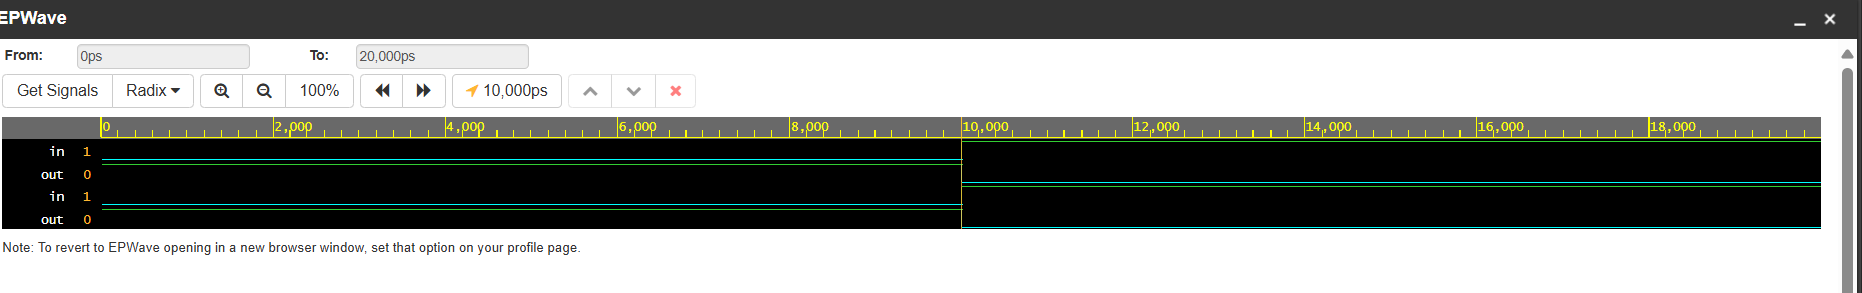 EPWave
From: 0ps To: 20,000ps
Get Signals Radix 100% 10,000ps
0 2,000 4,000 6,000 8,000 10,000 12,000 14,000 16,000 18,000
in 1
out 0
in 1
out 0
Note: To revert to EPWave opening in a new browser window, set that option on your profile page.